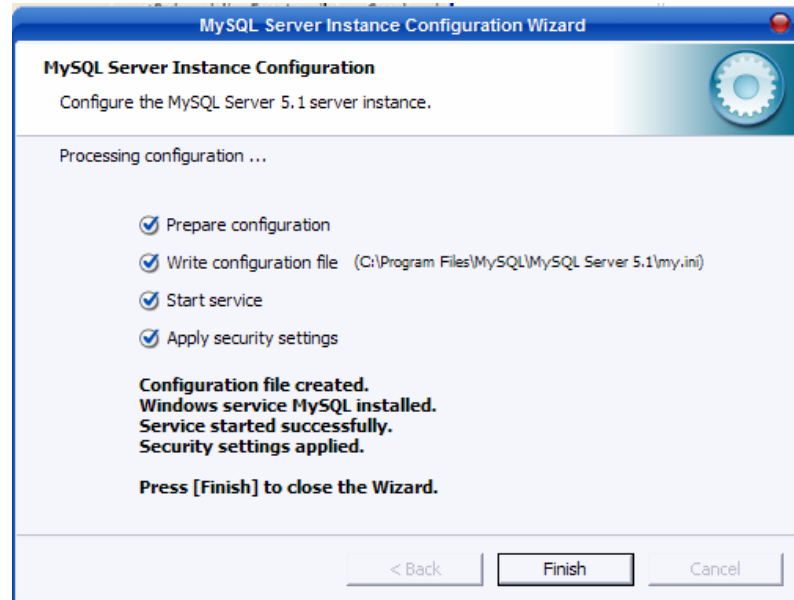 MySQL Server Instance Configuration Wizard
MySQL Server Instance Configuration
Configure the MySQL Server 5.1 server instance.
Processing configuration ...
Prepare configuration
Write configuration file (C:\Program Files\MySQL\MySQL Server 5.1\my.ini)
Start service
Apply security settings
Configuration file created.
Windows service MySQL installed.
Service started successfully.
Security settings applied.
Press [Finish] to close the Wizard.
< Back Finish Cancel